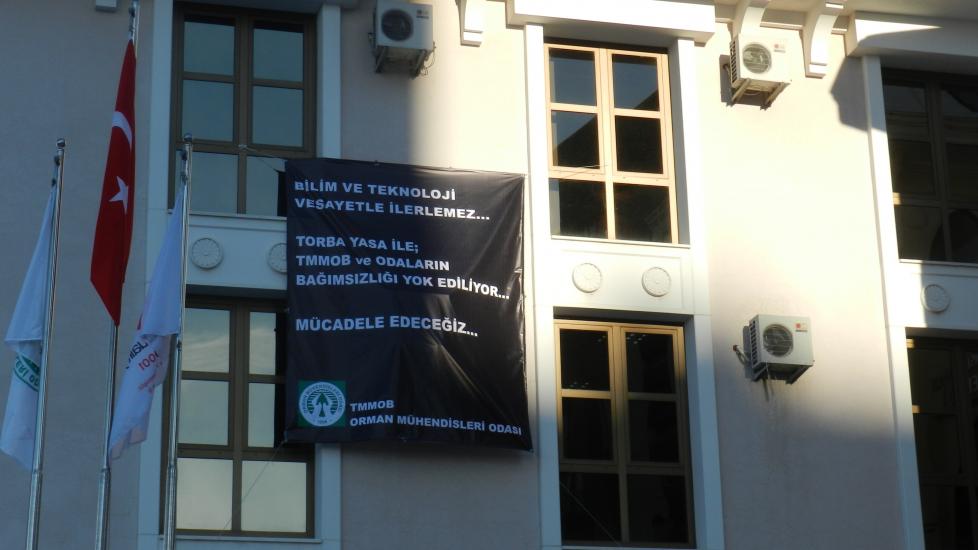 BİLİM VE TEKNOLOJİ
VESAYETLE İLERLEMEZ...
TORBA YASA İLE;
TMMOB ve ODALARIN
BAĞIMSIZLIĞI YOK EDİLİYOR...
MÜCADELE EDECEĞİZ...
TMMOB
ORMAN MÜHENDİSLERİ ODASI